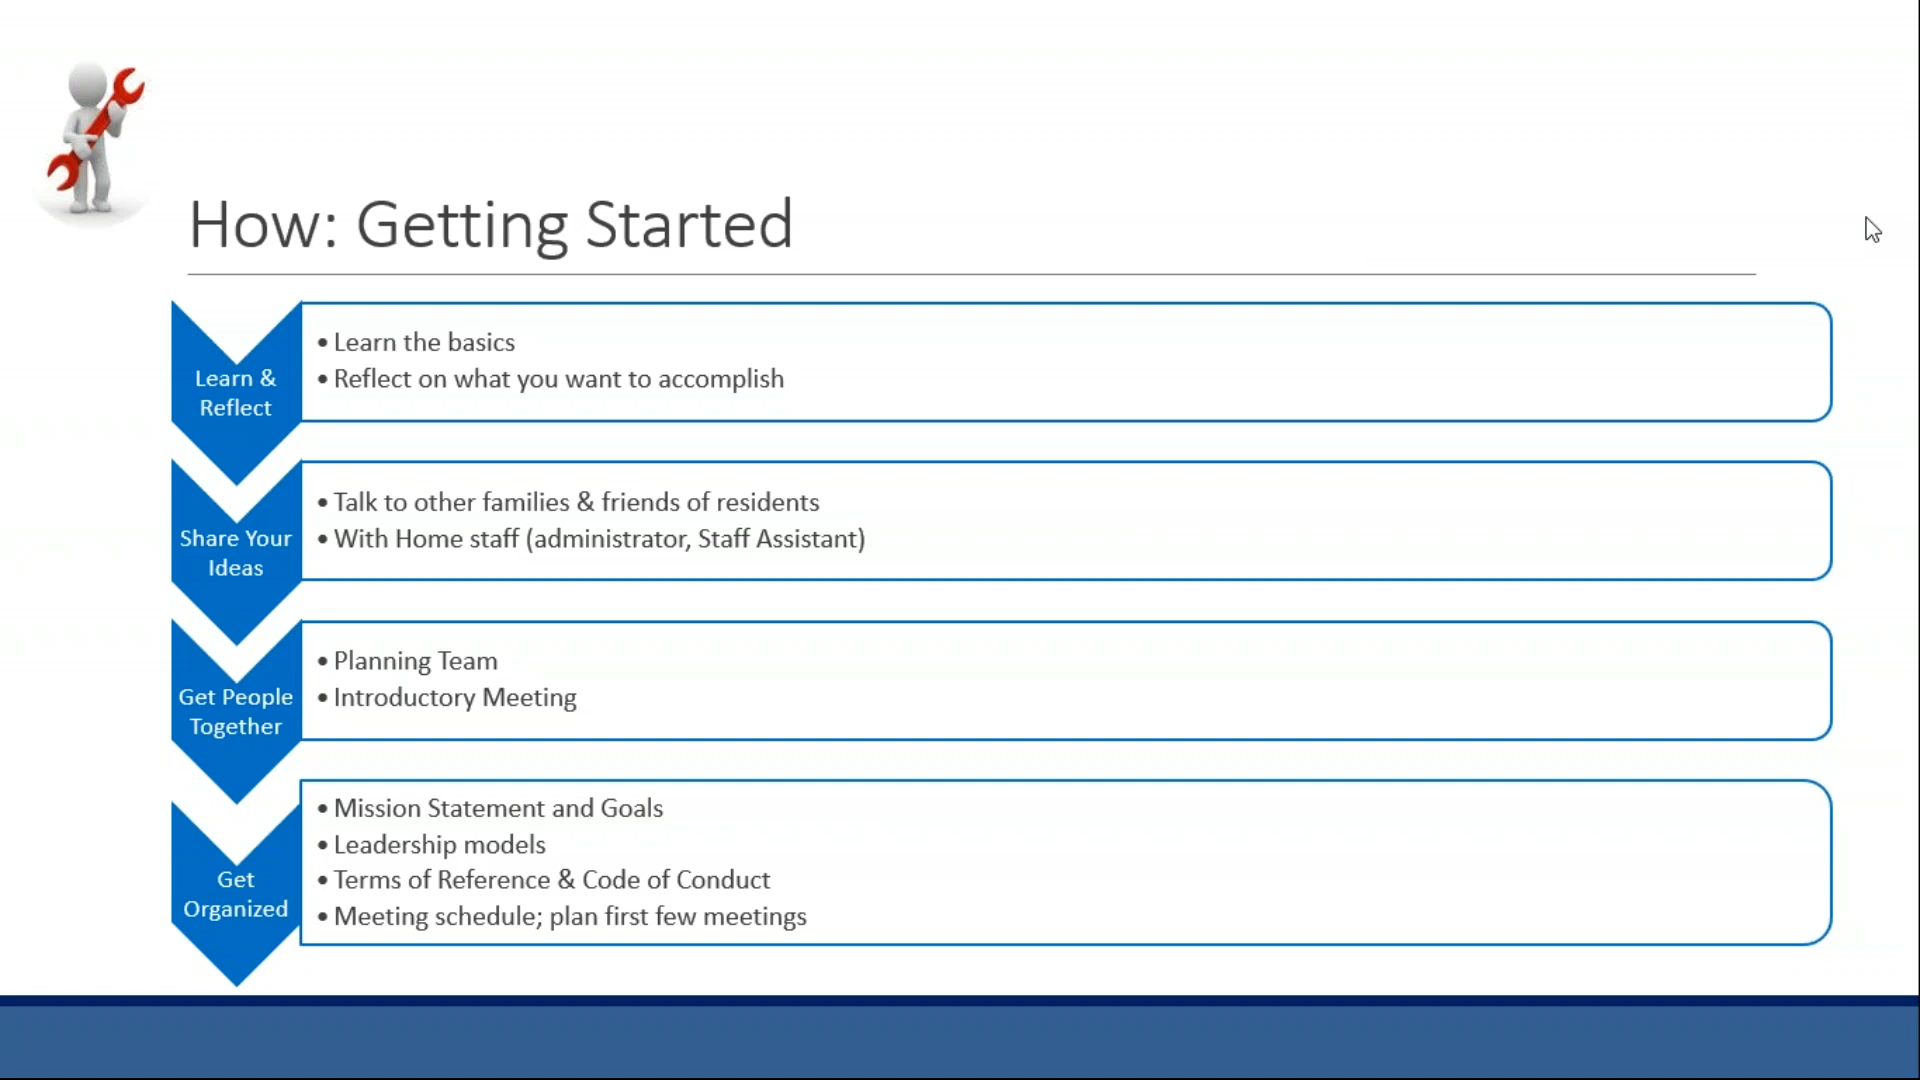 How: Getting Started
Learn &
Reflect
• Learn the basics
• Reflect on what you want to accomplish
Share Your
Ideas
• Talk to other families & friends of residents
• With Home staff (administrator, Staff Assistant)
Get People
Together
• Planning Team
• Introductory Meeting
Get
Organized
• Mission Statement and Goals
• Leadership models
• Terms of Reference & Code of Conduct
• Meeting schedule; plan first few meetings